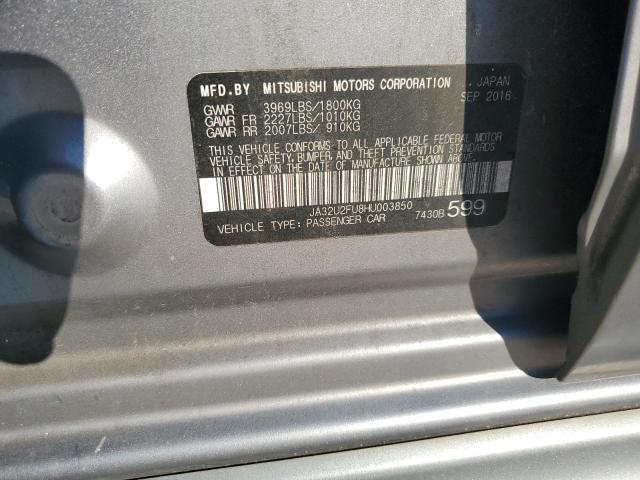 MFD.BY MITSUBISHI MOTORS CORPORATION , JAPAN
SEP 2016
GVWR 3969LBS/1800KG
GAWR FR 2227LBS/1010KG
GAWR RR 2007LBS/ 910KG
THIS VEHICLE CONFORMS TO ALL APPLICABLE FEDERAL MOTOR
VEHICLE SAFETY, BUMPER, AND THEFT PREVENTION STANDARDS
IN EFFECT ON THE DATE OF MANUFACTURE SHOWN ABOVE.
JA32U2FU8HU003850
VEHICLE TYPE: PASSENGER CAR 7430B 599